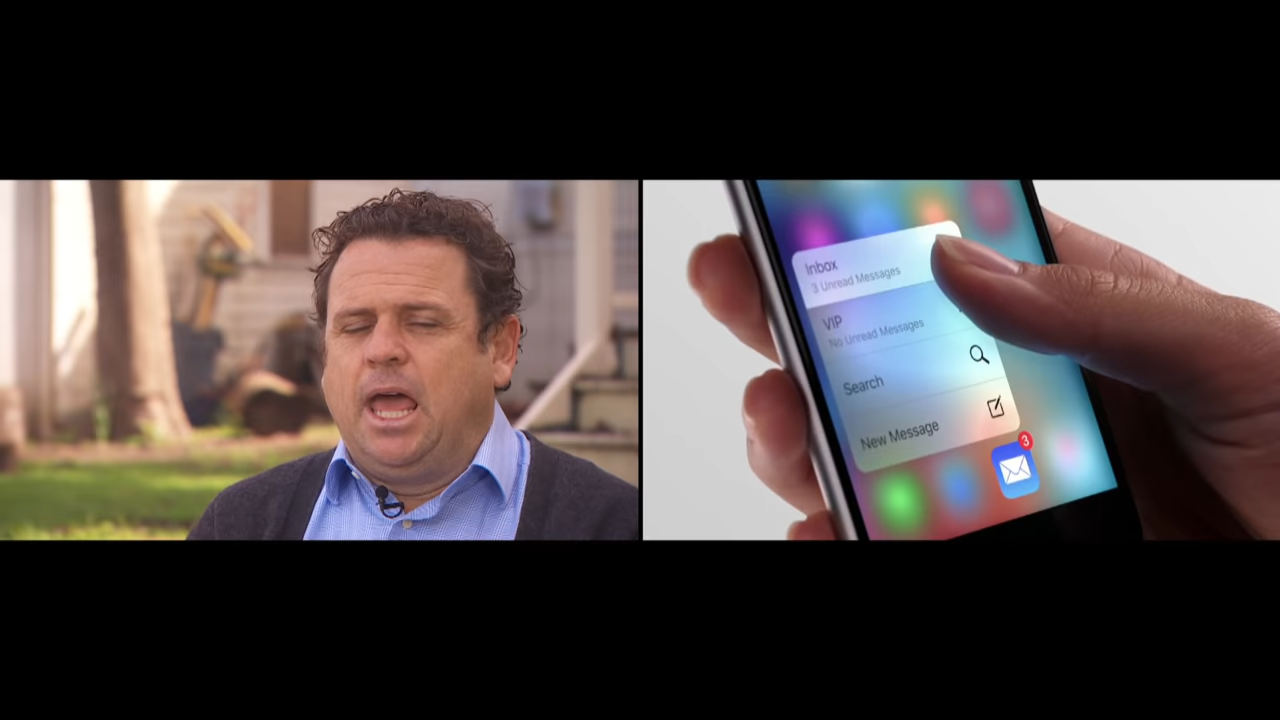 Inbox
3 Unread Messages
VIP
No Unread Messages
Search
New Message
3